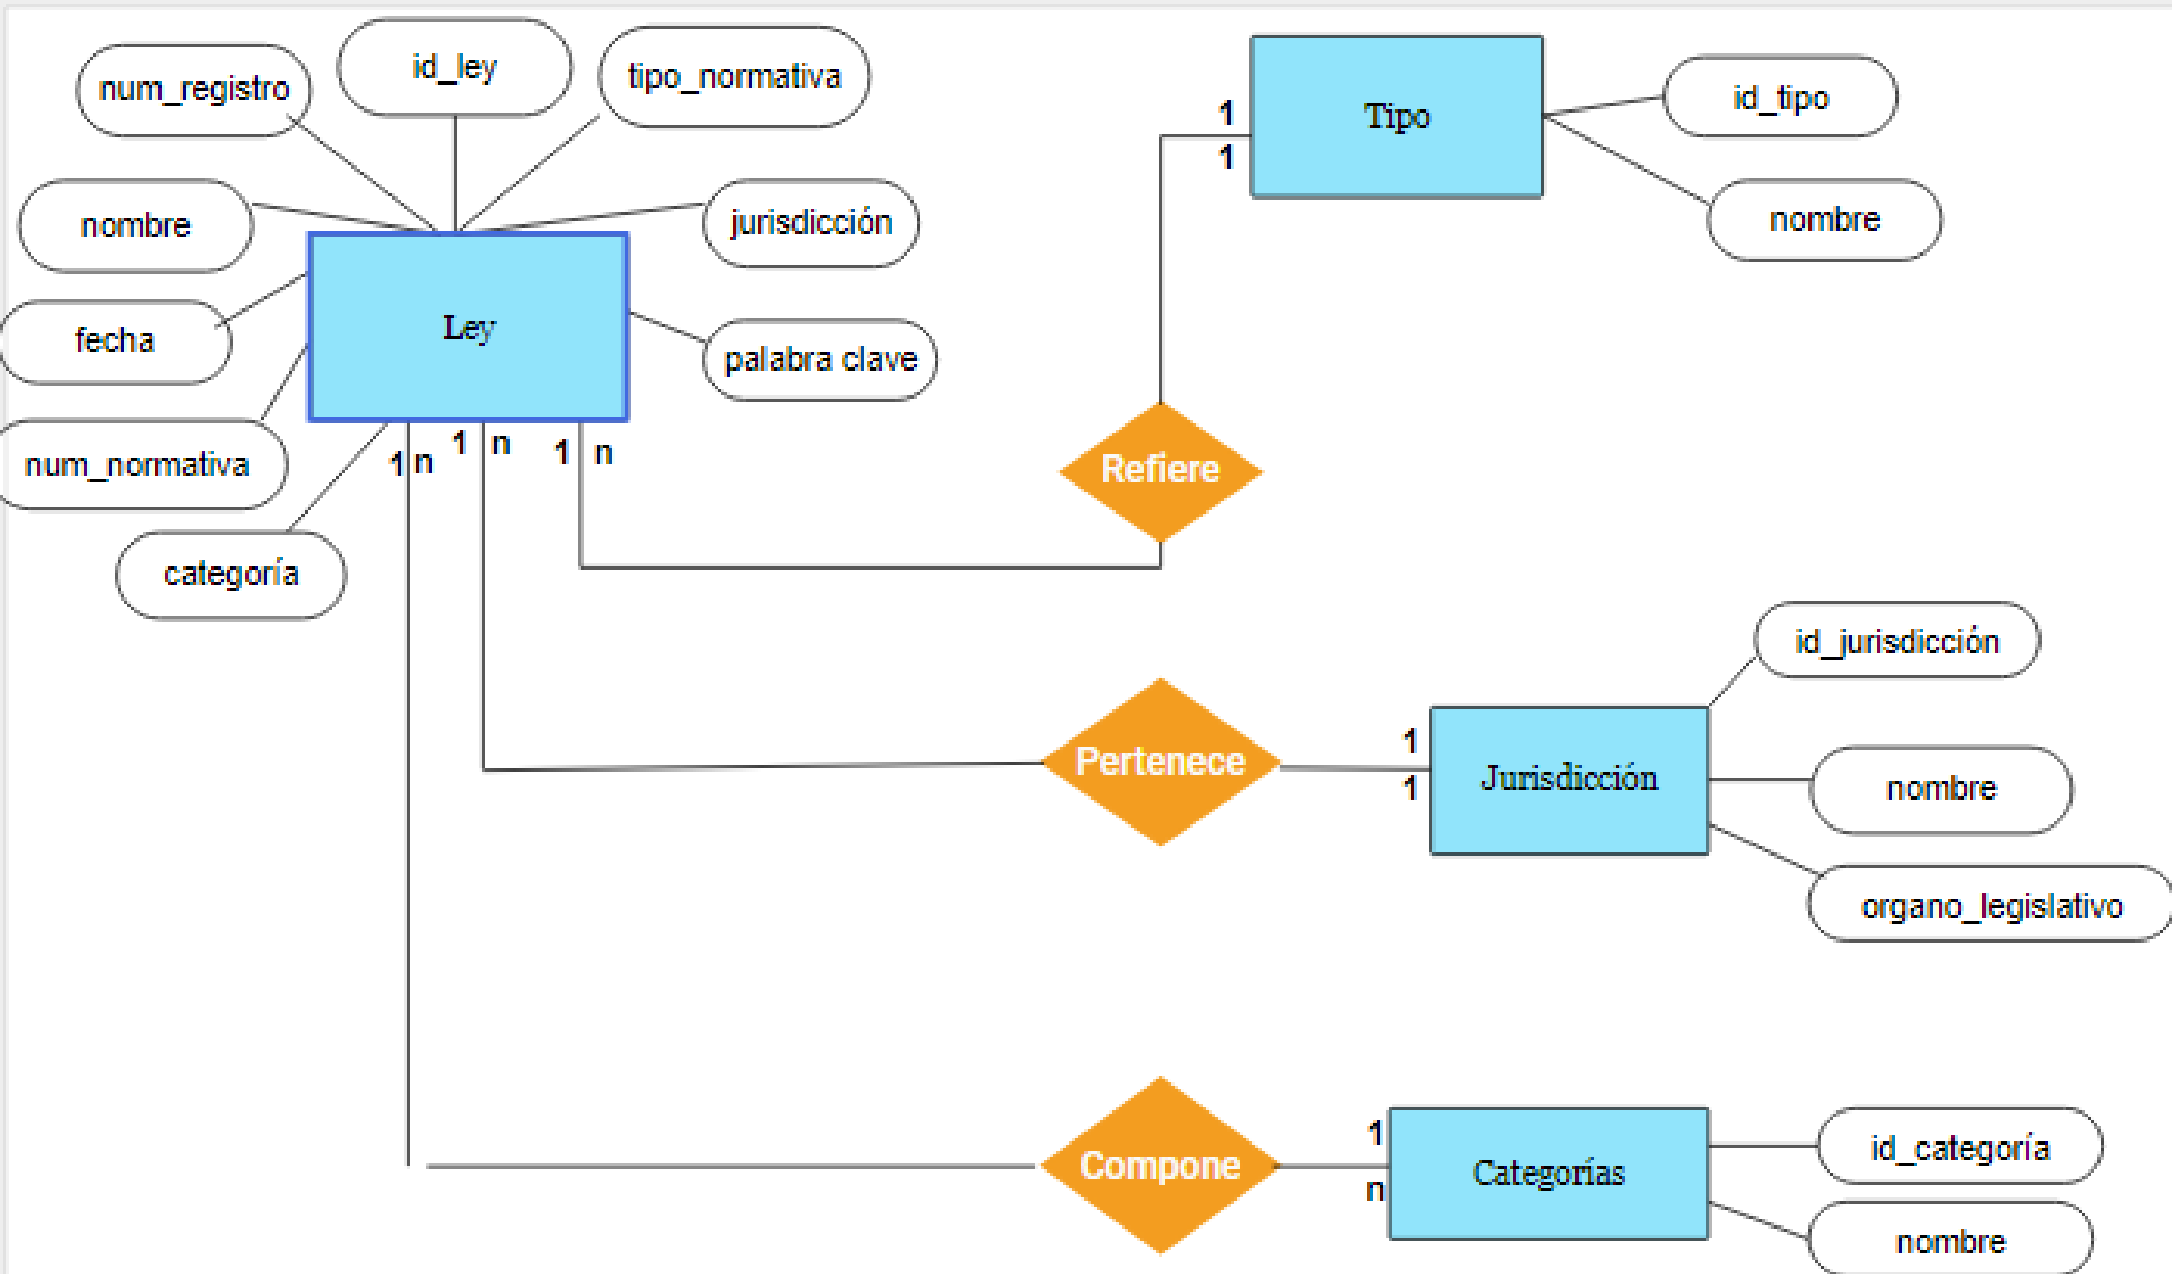 id_ley
num_registro
tipo_normativa
nombre
jurisdicción
fecha
Ley
palabra clave
num_normativa
categoría
1 n
1 n
1 n
Tipo
id_tipo
nombre
1
1
Refiere
Pertenece
1
1
Jurisdicción
id_jurisdicción
nombre
organo_legislativo
Compone
1
n
Categorías
id_categoría
nombre